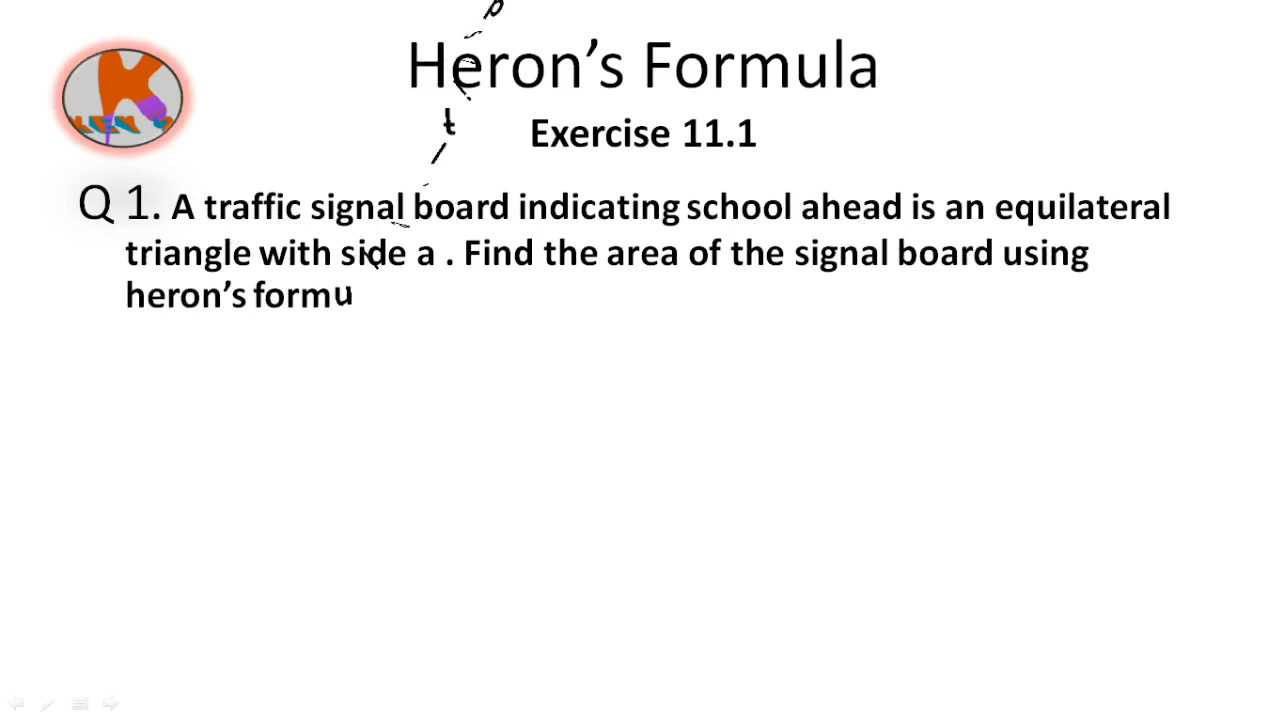 Heron's Formula
Exercise 11.1
Q 1. A traffic signal board indicating school ahead is an equilateral
triangle with side a . Find the area of the signal board using
heron's formu